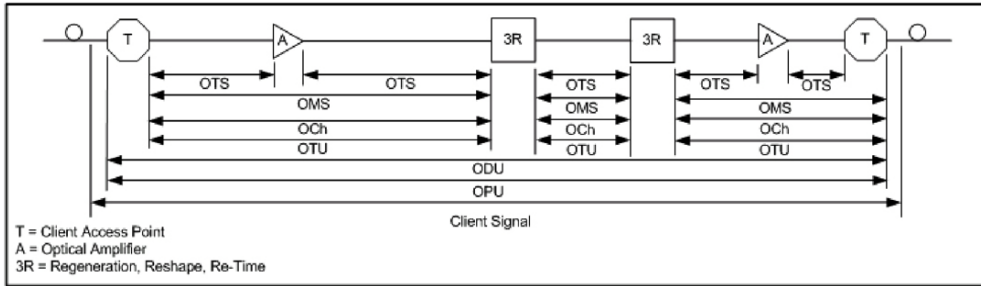 T A 3R 3R A T
OTS OTS OTS OTS OTS
OMS OMS OMS
OCh OCh OCh
OTU OTU OTU
ODU
OPU
Client Signal
T = Client Access Point
A = Optical Amplifier
3R = Regeneration, Reshape, Re-Time